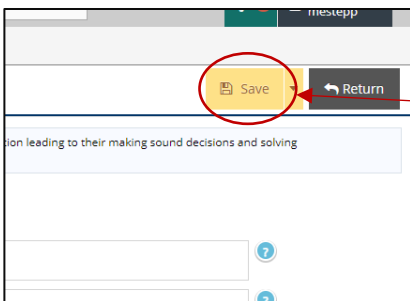 mestepp
Save
Return
tion leading to their making sound decisions and solving
?
?